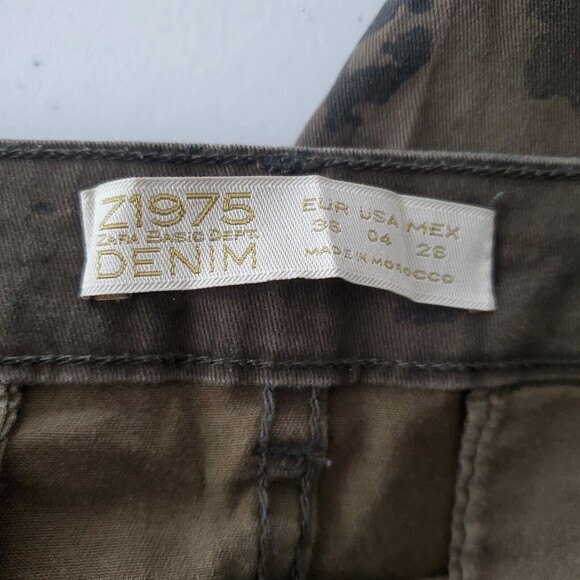 Z1975
ZARA BASIC DEPT.
DENIM
EUR USA MEX
36 04 26
MADE IN MOROCCO